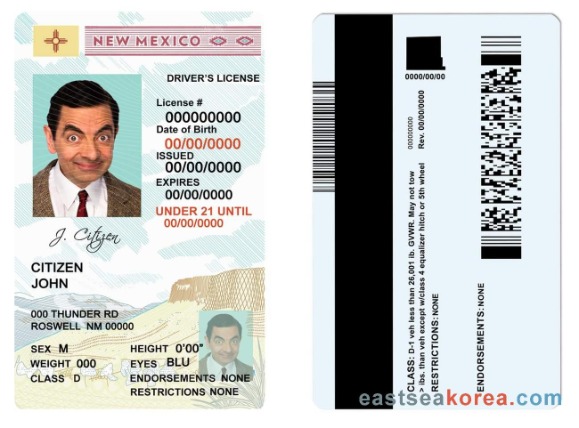 NEW MEXICO
DRIVER'S LICENSE
License #
000000000
Date of Birth
00/00/0000
ISSUED
00/00/0000
EXPIRES
00/00/0000
UNDER 21 UNTIL
00/00/0000
J. Citizen
CITIZEN
JOHN
000 THUNDER RD
ROSWELL NM 00000
SEX M
HEIGHT 0'00"
WEIGHT 000
EYES BLU
CLASS D
ENDORSEMENTS NONE
RESTRICTIONS NONE
0000/00/00
00000000
Rev. 00/00/0000
CLASS: D-1 veh less than 26,001 lb. GVWR. May not tow
> lbs. than veh except w/class 4 equalizer hitch or 5th wheel
RESTRICTIONS: NONE
ENDORSEMENTS: NONE
eastseakorea.com